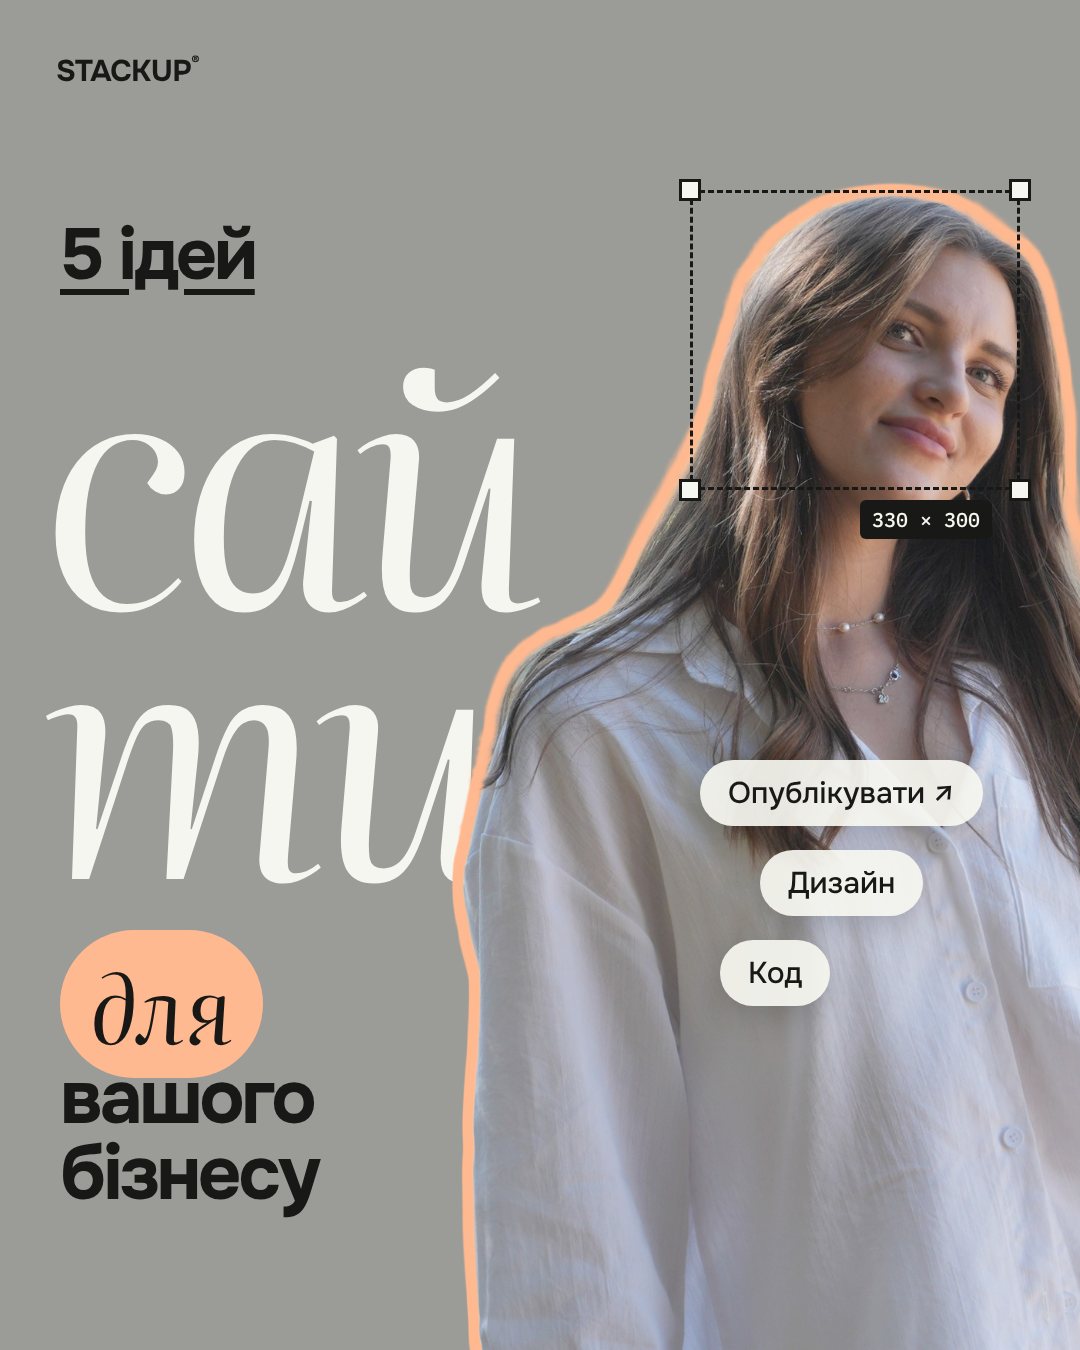 STACKUP®
5 ідей
сай
ти
для
вашого
бізнесу
330 × 300
Опублікувати ↗
Дизайн
Код